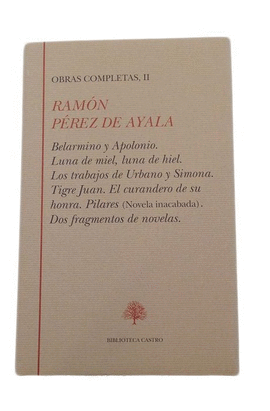 OBRAS COMPLETAS, II
RAMÓN
PÉREZ DE AYALA
Belarmino y Apolonio.
Luna de miel, luna de hiel.
Los trabajos de Urbano y Simona.
Tigre Juan. El curandero de su
honra. Pilares (Novela inacabada).
Dos fragmentos de novelas.
BIBLIOTECA CASTRO